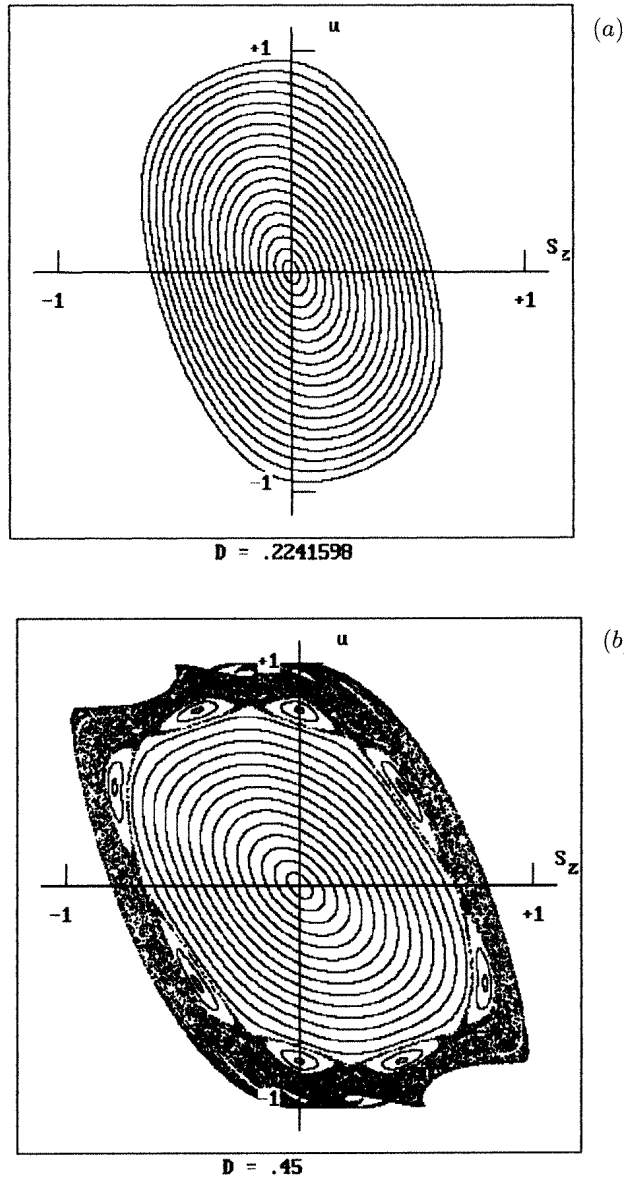 u
(a)
+1
S_z
-1
+1
-1
D = .2241598
u
(b
+1
S_z
-1
+1
-1
D = .45